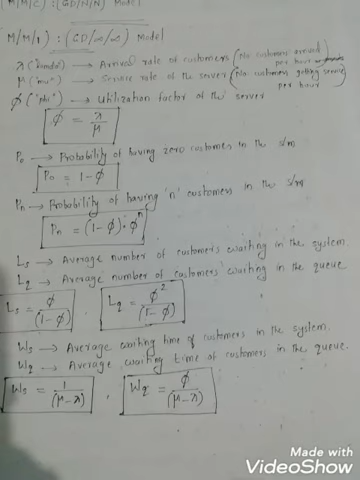 (M/M/C) : (GD/N/N) Model
M/M/1 : (GD/∞/∞) Model
λ ("lamda") → Arrival rate of customers (No. customers arrived per hour
μ ("mu") → Service rate of the server (No. customers getting service per hour)
ϕ "phi" → Utilization factor of the server
ϕ = λ/μ
P₀ → Probability of having zero customer in the s/m
P₀ = 1-ϕ
Pn → Probability of having 'n' customers in the s/m
Pn = (1-ϕ)·ϕⁿ
Ls → Average number of customers waiting in the system.
Lq → Average number of customers waiting in the queue
Ls = ϕ/(1-ϕ) , Lq = ϕ²/(1-ϕ)
Ws → Average waiting time of customers in the system.
Wq → Average waiting time of customers in the queue.
Ws = 1/(μ-λ) , Wq = ϕ/(μ-λ)
Made with
VideoShow